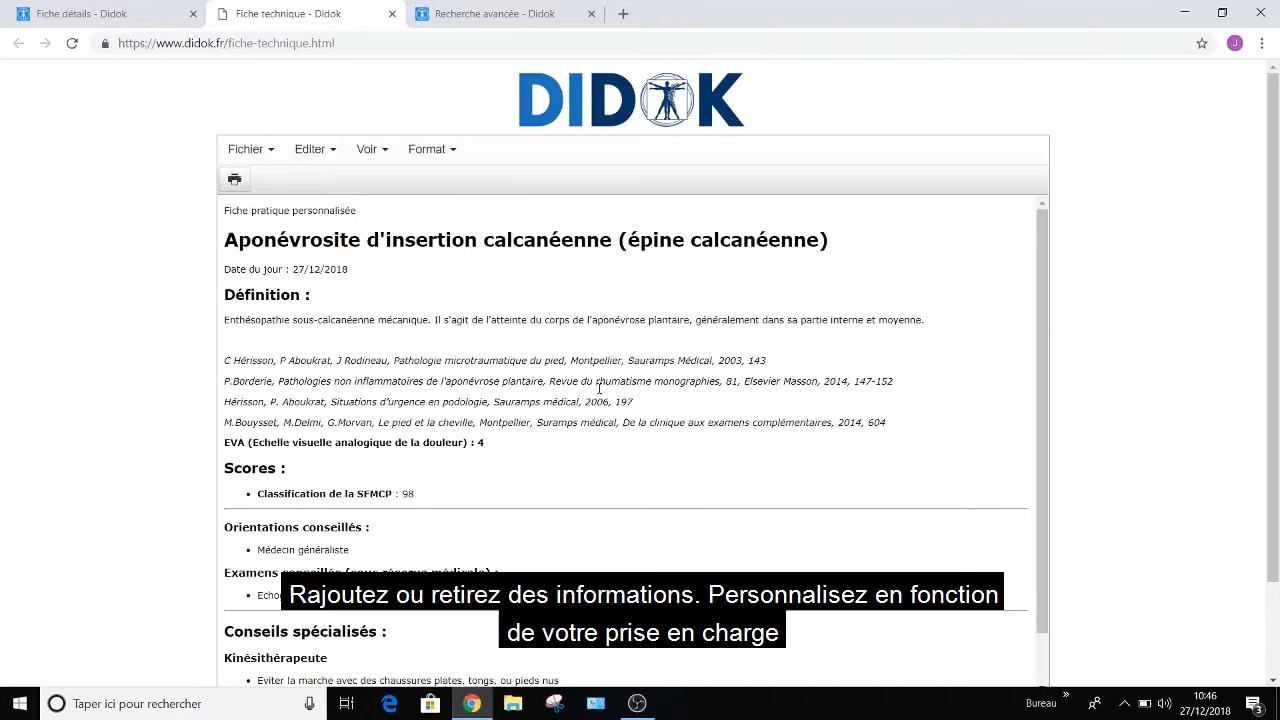 Fiche détails - Didok
Fiche technique - Didok
Recherche avancée - Didok
https://www.didok.fr/fiche-technique.html
J
DIDOK
Fichier
Editer
Voir
Format
Fiche pratique personnalisée
Aponévrosite d'insertion calcanéenne (épine calcanéenne)
Date du jour : 27/12/2018
Définition :
Enthésopathie sous-calcanéenne mécanique. Il s'agit de l'atteinte du corps de l'aponévrose plantaire, généralement dans sa partie interne et moyenne.
C Hérisson, P Aboukrat, J Rodineau, Pathologie microtraumatique du pied, Montpellier, Sauramps Médical, 2003, 143
P.Borderie, Pathologies non inflammatoires de l'aponévrose plantaire, Revue du rhumatisme monographies, 81, Elsevier Masson, 2014, 147-152
Hérisson, P. Aboukrat, Situations d'urgence en podologie, Sauramps médical, 2006, 197
M.Bouysset, M.Delmi, G.Morvan, Le pied et la cheville, Montpellier, Suramps médical, De la clinique aux examens complémentaires, 2014, 604
EVA (Echelle visuelle analogique de la douleur) : 4
Scores :
• Classification de la SFMCP : 98
Orientations conseillés :
• Médecin généraliste
Examens conseillés (sous réserve médicale) :
• Echo
Rajoutez ou retirez des informations. Personnalisez en fonction
de votre prise en charge
Conseils spécialisés :
Kinésithérapeute
• Eviter la marche avec des chaussures plates, tongs, ou pieds nus
Taper ici pour rechercher
Bureau
»
10:46
27/12/2018
3